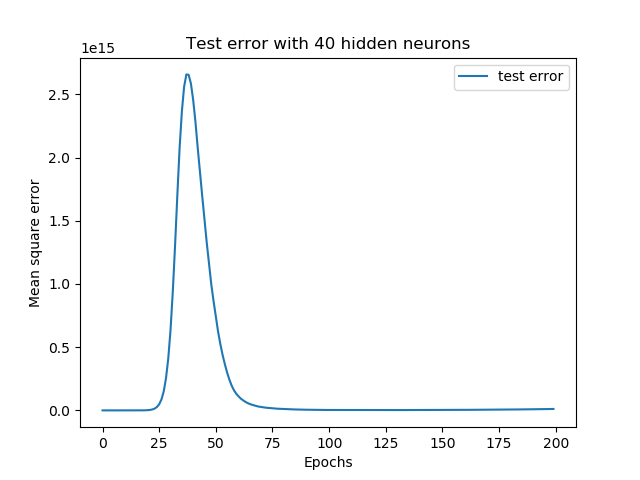 Test error with 40 hidden neurons
1e15
test error
2.5
2.0
1.5
1.0
0.5
0.0
Mean square error
0 25 50 75 100 125 150 175 200
Epochs